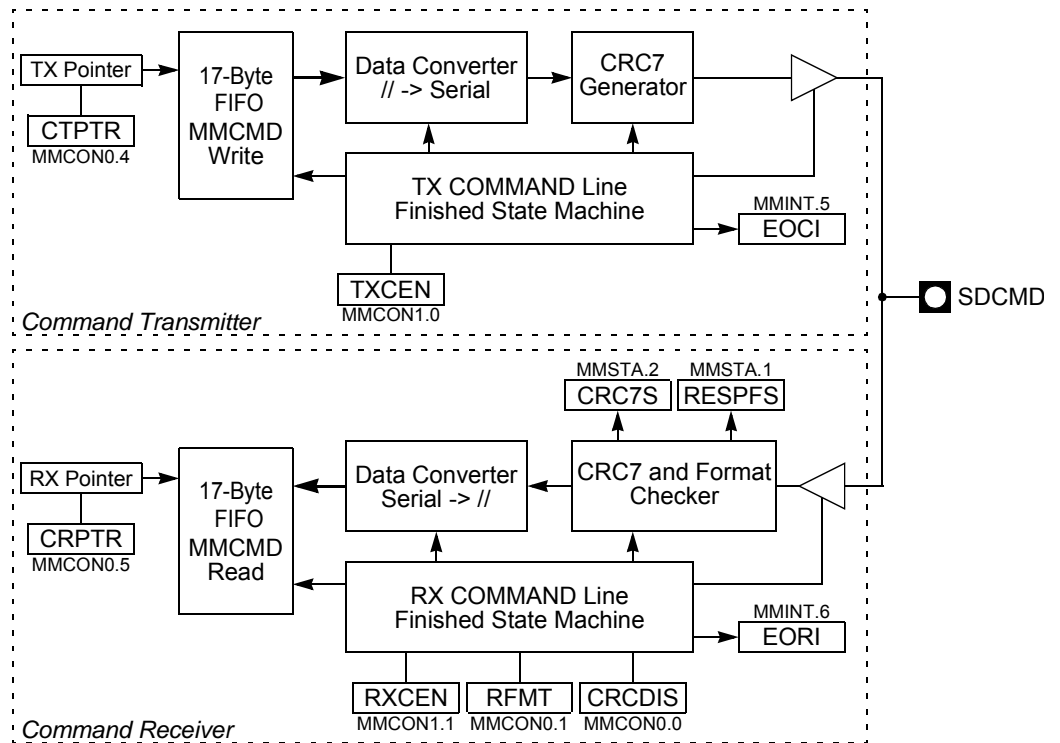 TX Pointer
CTPTR
MMCON0.4
17-Byte
FIFO
MMCMD
Write
Data Converter
// -> Serial
CRC7
Generator
TX COMMAND Line
Finished State Machine
MMINT.5
EOCI
TXCEN
MMCON1.0
Command Transmitter
SDCMD
MMSTA.2
CRC7S
MMSTA.1
RESPFS
RX Pointer
CRPTR
MMCON0.5
17-Byte
FIFO
MMCMD
Read
Data Converter
Serial -> //
CRC7 and Format
Checker
RX COMMAND Line
Finished State Machine
MMINT.6
EORI
RXCEN
MMCON1.1
RFMT
MMCON0.1
CRCDIS
MMCON0.0
Command Receiver